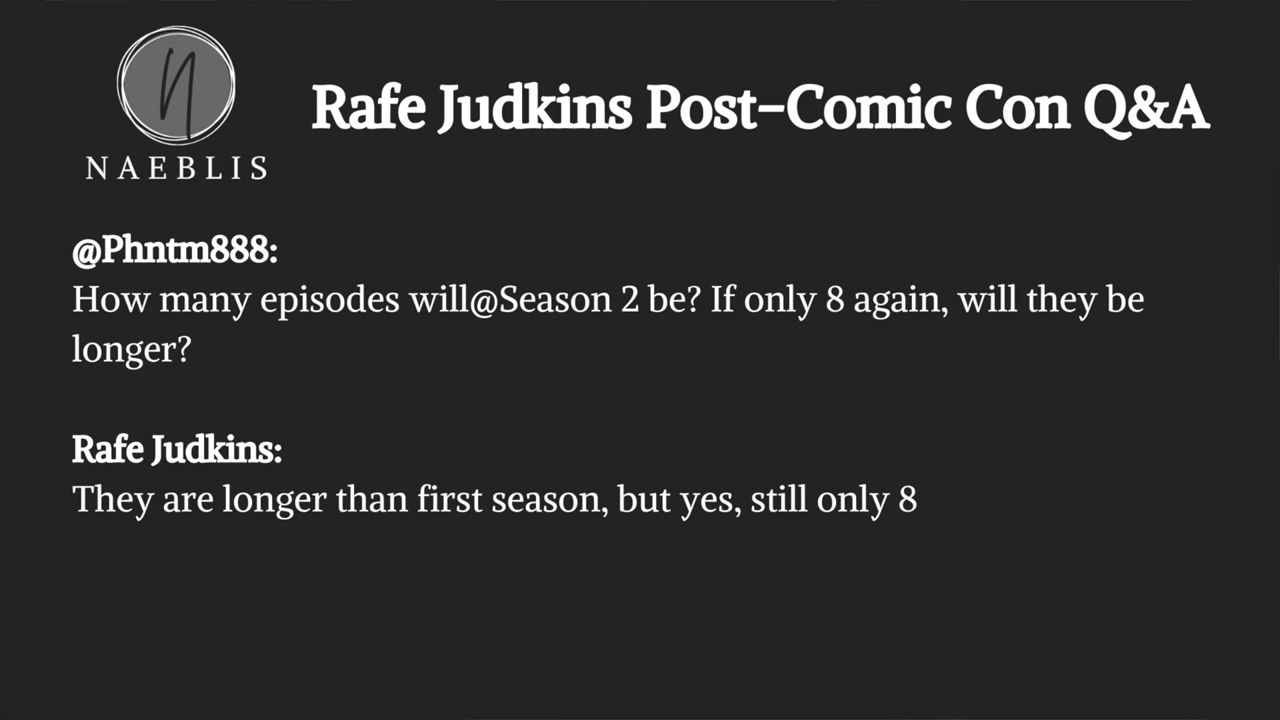 NAEBLIS
Rafe Judkins Post-Comic Con Q&A
@Phntm888:
How many episodes will@Season 2 be? If only 8 again, will they be
longer?
Rafe Judkins:
They are longer than first season, but yes, still only 8